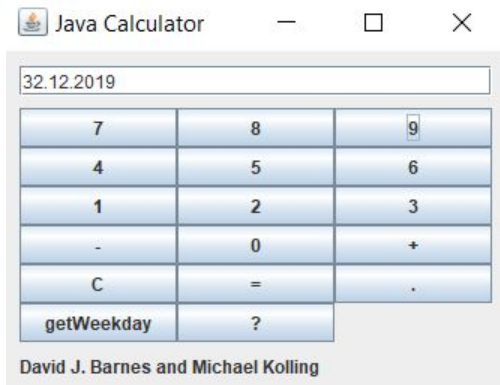 Java Calculator
32.12.2019
7 8 9
4 5 6
1 2 3
- 0 +
C = .
getWeekday ?
David J. Barnes and Michael Kolling